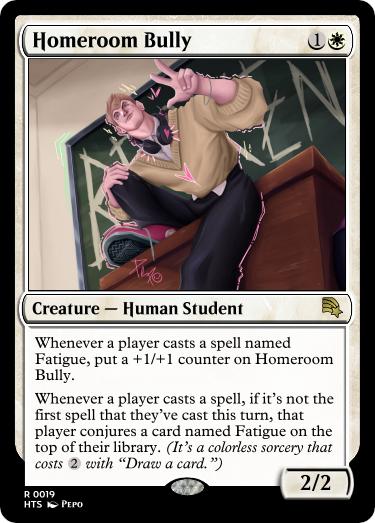 Homeroom Bully 1
Creature — Human Student
Whenever a player casts a spell named
Fatigue, put a +1/+1 counter on Homeroom
Bully.
Whenever a player casts a spell, if it's not the
first spell that they've cast this turn, that
player conjures a card named Fatigue on the
top of their library. (It's a colorless sorcery that
costs 2 with "Draw a card.")
2/2
R 0019
HTS Pepo